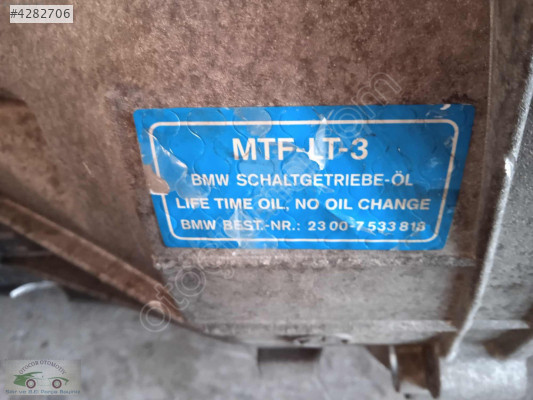 #4282706
MTF-LT-3
BMW SCHALTGETRIEBE-ÖL
LIFE TIME OIL, NO OIL CHANGE
BMW BEST.-NR.: 23 00-7 533 818